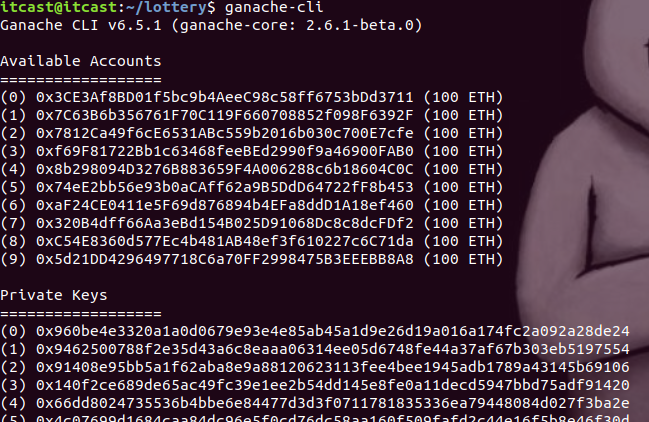 itcast@itcast:~/lottery$ ganache-cli
Ganache CLI v6.5.1 (ganache-core: 2.6.1-beta.0)
Available Accounts
==================
(0) 0x3CE3Af8BD01f5bc9b4AeeC98c58ff6753bDd3711 (100 ETH)
(1) 0x7C63B6b356761F70C119F660708852f098F6392F (100 ETH)
(2) 0x7812Ca49f6cE6531ABc559b2016b030c700E7cfe (100 ETH)
(3) 0xf69F81722Bb1c63468feeBEd2990f9a46900FAB0 (100 ETH)
(4) 0x8b298094D3276B883659F4A006288c6b18604C0C (100 ETH)
(5) 0x74eE2bb56e93b0aCAff62a9B5DdD64722fF8b453 (100 ETH)
(6) 0xaF24CE0411e5F69d876894b4EFa8ddD1A18ef460 (100 ETH)
(7) 0x320B4dff66Aa3eBd154B025D91068Dc8c8dcFDf2 (100 ETH)
(8) 0xC54E8360d577Ec4b481AB48ef3f610227c6C71da (100 ETH)
(9) 0x5d21DD4296497718C6a70FF2998475B3EEEBB8A8 (100 ETH)
Private Keys
==================
(0) 0x960be4e3320a1a0d0679e93e4e85ab45a1d9e26d19a016a174fc2a092a28de24
(1) 0x9462500788f2e35d43a6c8eaaa06314ee05d6748fe44a37af67b303eb5197554
(2) 0x91408e95bb5a1f62aba8e9a88120623113fee4bee1945adb1789a43145b69106
(3) 0x140f2ce689de65ac49fc39e1ee2b54dd145e8fe0a11decd5947bbd75adf91420
(4) 0x66dd8024735536b4bbe6e84477d3d3f0711781835336ea79448084d027f3ba2e
(5) 0x4c07699d1684caa84dc96e5f0cd76dc58aa160f509fafd2c44e16f5b8e46f30d